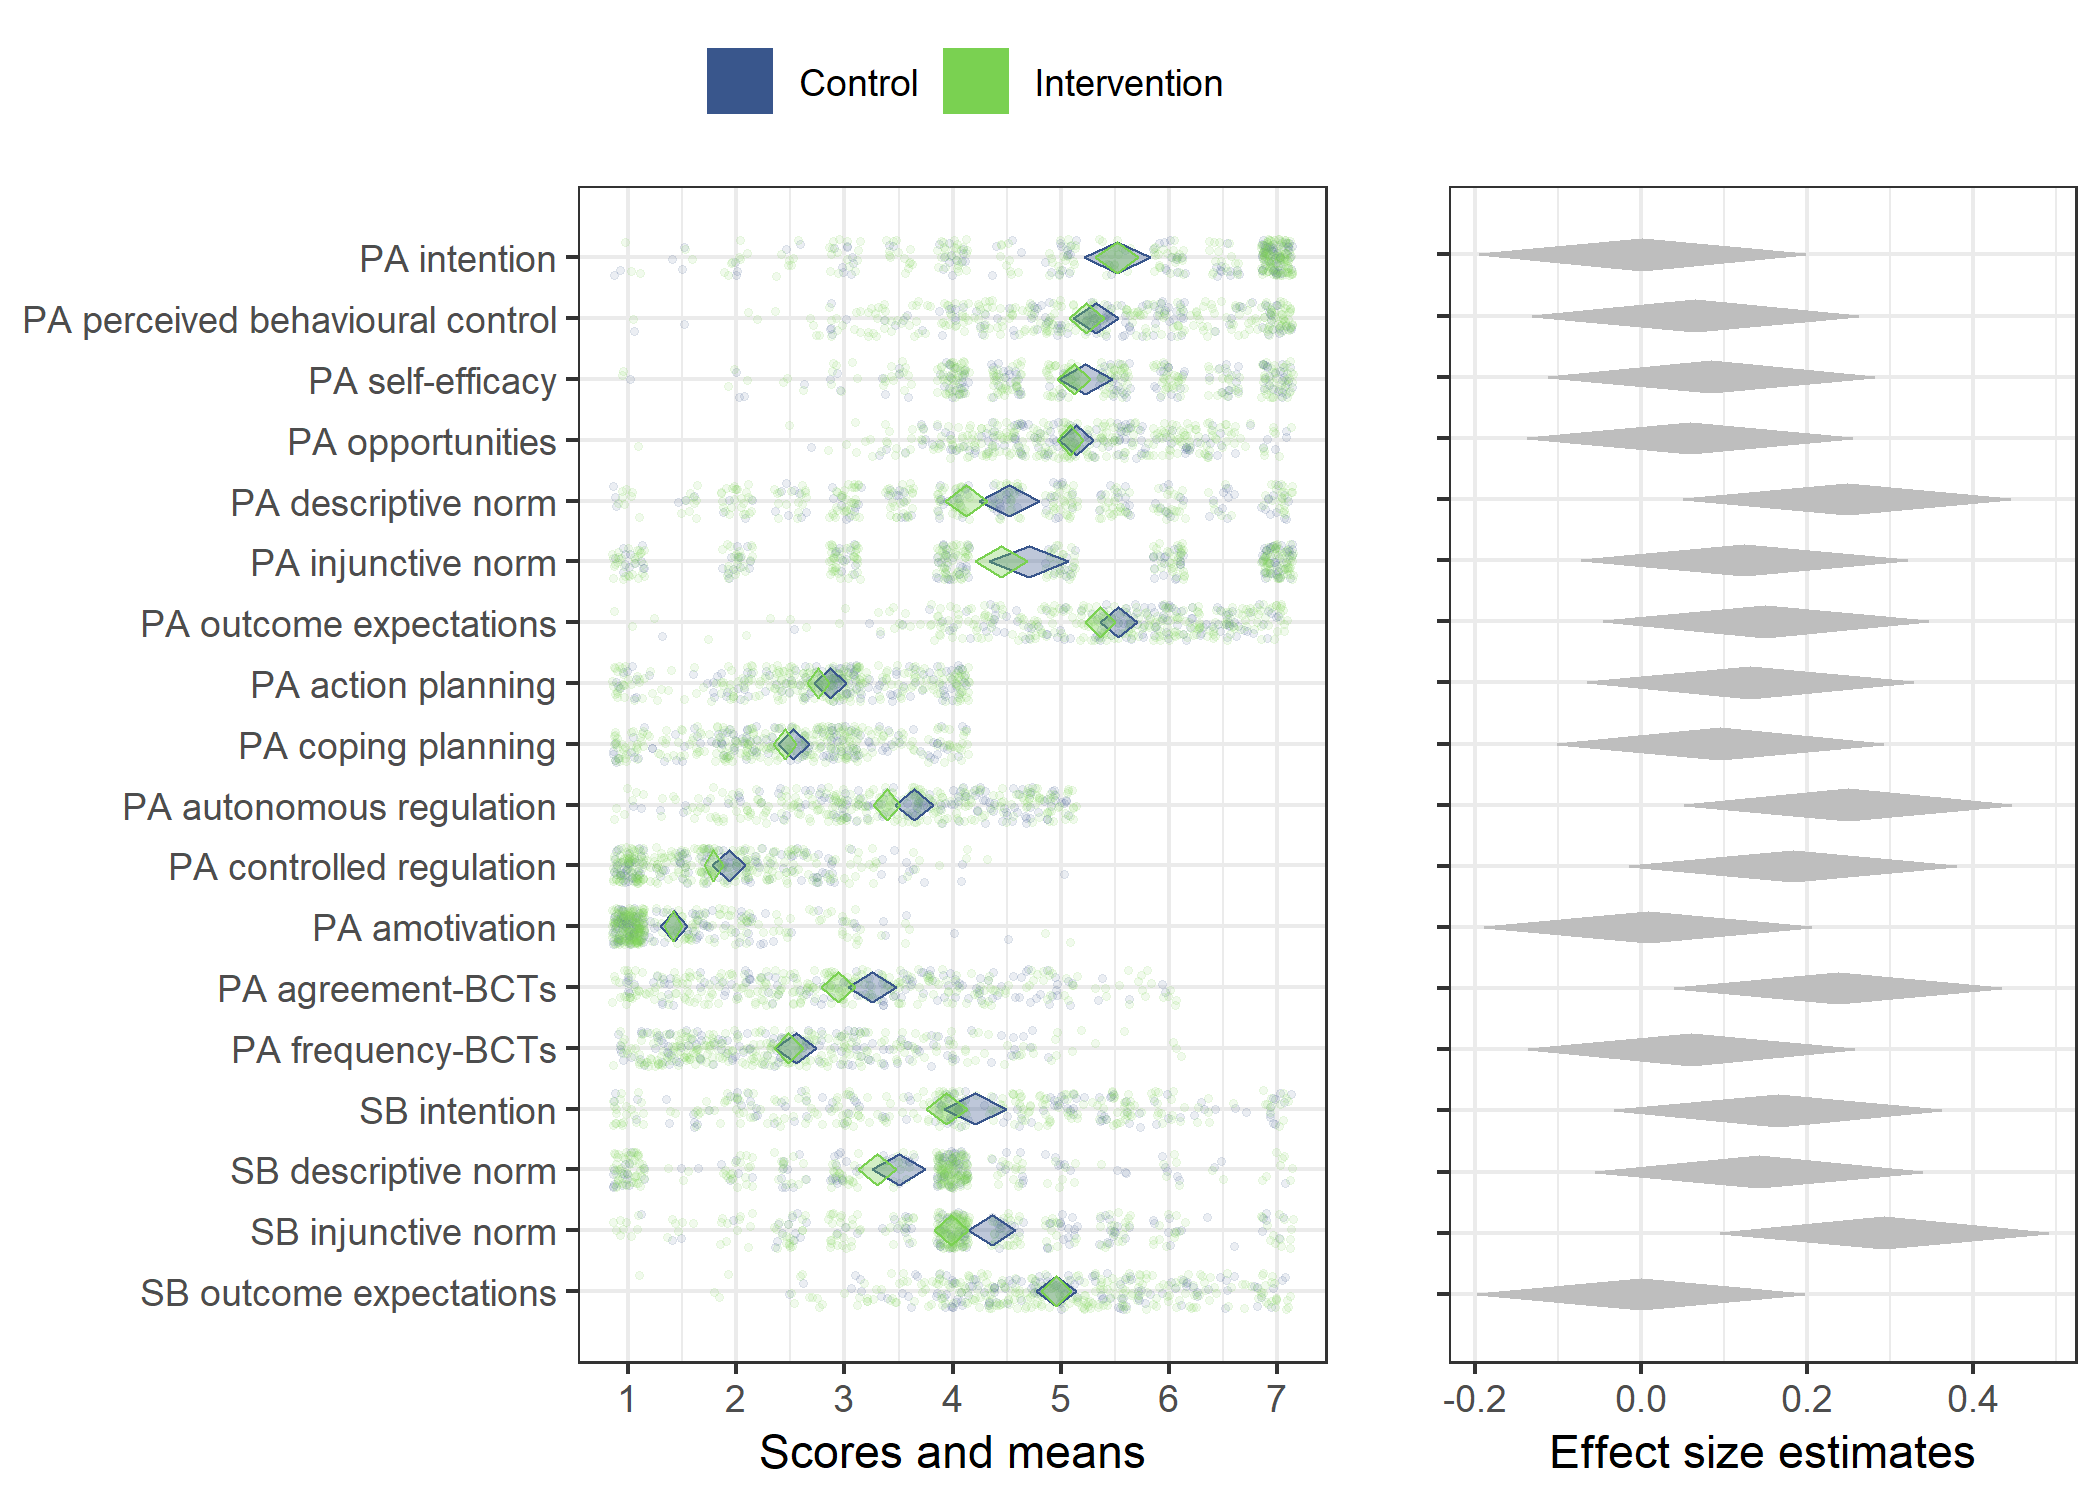 Control Intervention
PA intention
PA perceived behavioural control
PA self-efficacy
PA opportunities
PA descriptive norm
PA injunctive norm
PA outcome expectations
PA action planning
PA coping planning
PA autonomous regulation
PA controlled regulation
PA amotivation
PA agreement-BCTs
PA frequency-BCTs
SB intention
SB descriptive norm
SB injunctive norm
SB outcome expectations
1 2 3 4 5 6 7
Scores and means
-0.2 0.0 0.2 0.4
Effect size estimates